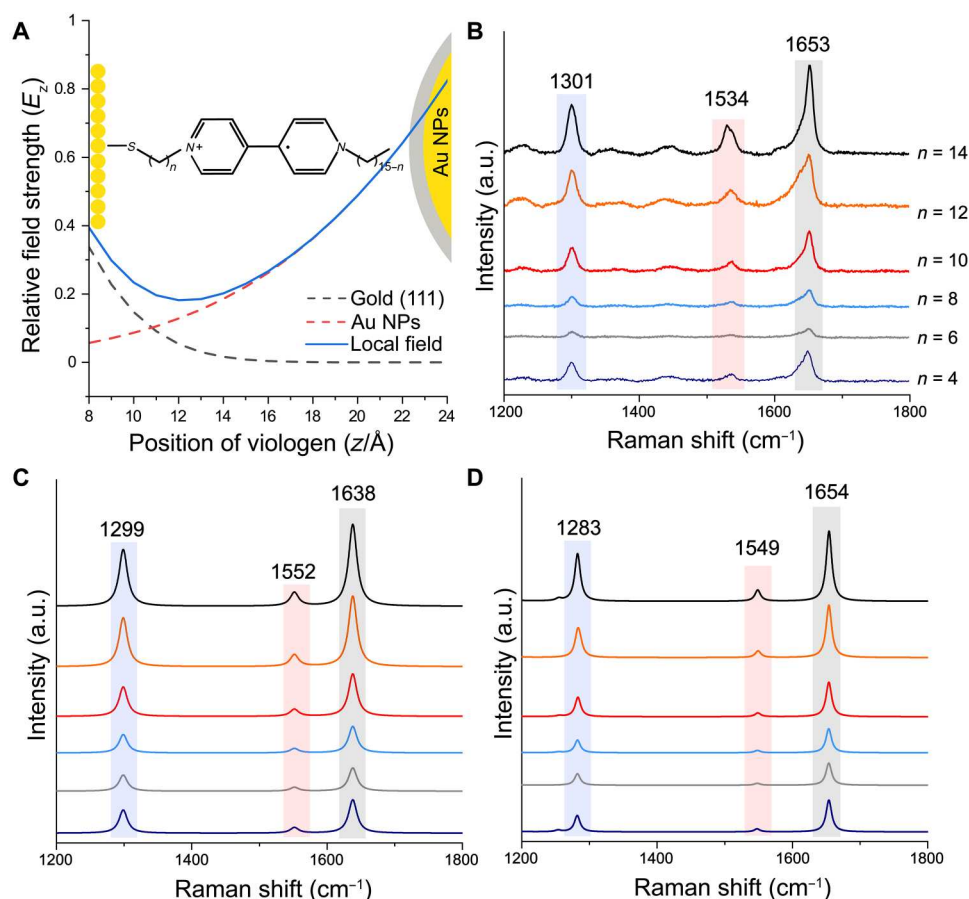 A
Relative field strength (E_z)
1
0.8
0.6
0.4
0.2
0
S
( )n
N⁺
N
( )15–n
Au NPs
Gold (111)
Au NPs
Local field
8 10 12 14 16 18 20 22 24
Position of viologen (z/Å)
B
Intensity (a.u.)
1301
1534
1653
n = 14
n = 12
n = 10
n = 8
n = 6
n = 4
1200 1400 1600 1800
Raman shift (cm⁻¹)
C
Intensity (a.u.)
1299
1552
1638
1200 1400 1600 1800
Raman shift (cm⁻¹)
D
Intensity (a.u.)
1283
1549
1654
1200 1400 1600 1800
Raman shift (cm⁻¹)